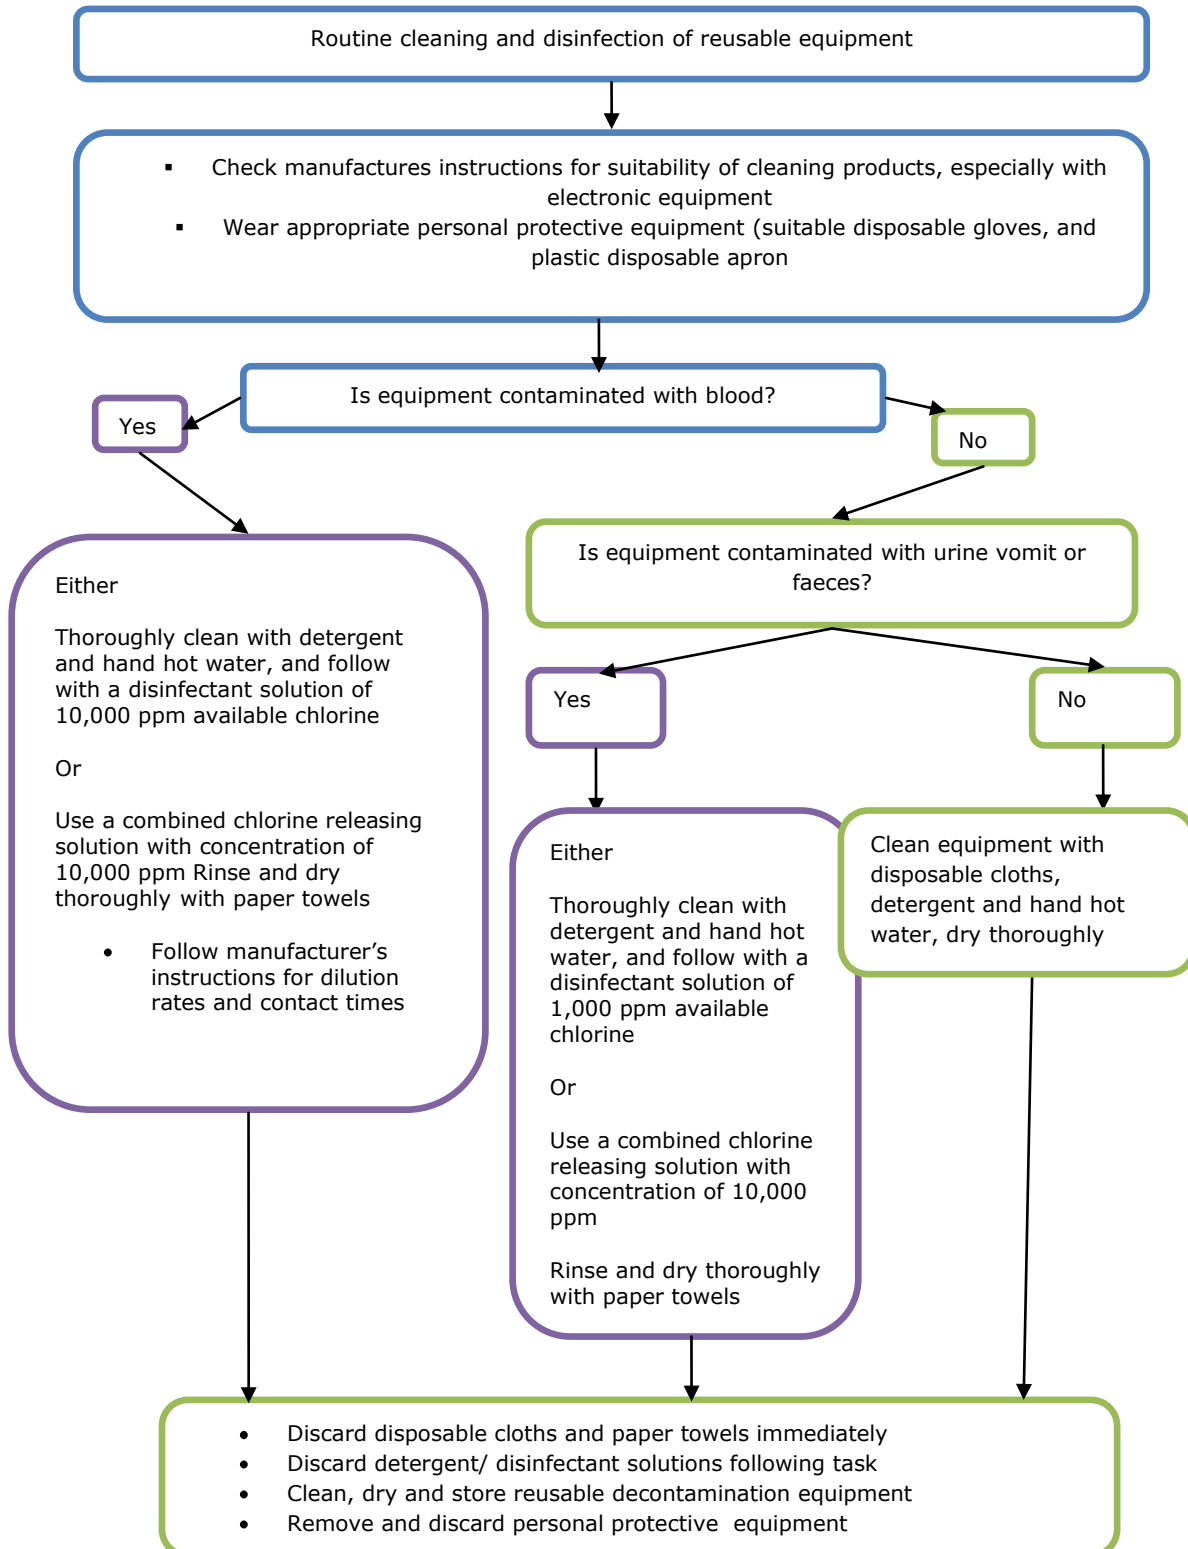 Routine cleaning and disinfection of reusable equipment
▪ Check manufactures instructions for suitability of cleaning products, especially with
electronic equipment
▪ Wear appropriate personal protective equipment (suitable disposable gloves, and
plastic disposable apron
Is equipment contaminated with blood?
Yes
No
Either
Thoroughly clean with detergent
and hand hot water, and follow
with a disinfectant solution of
10,000 ppm available chlorine
Or
Use a combined chlorine releasing
solution with concentration of
10,000 ppm Rinse and dry
thoroughly with paper towels
• Follow manufacturer’s
instructions for dilution
rates and contact times
Is equipment contaminated with urine vomit or
faeces?
Yes
No
Either
Thoroughly clean with
detergent and hand hot
water, and follow with a
disinfectant solution of
1,000 ppm available
chlorine
Or
Use a combined chlorine
releasing solution with
concentration of 10,000
ppm
Rinse and dry thoroughly
with paper towels
Clean equipment with
disposable cloths,
detergent and hand hot
water, dry thoroughly
• Discard disposable cloths and paper towels immediately
• Discard detergent/ disinfectant solutions following task
• Clean, dry and store reusable decontamination equipment
• Remove and discard personal protective  equipment